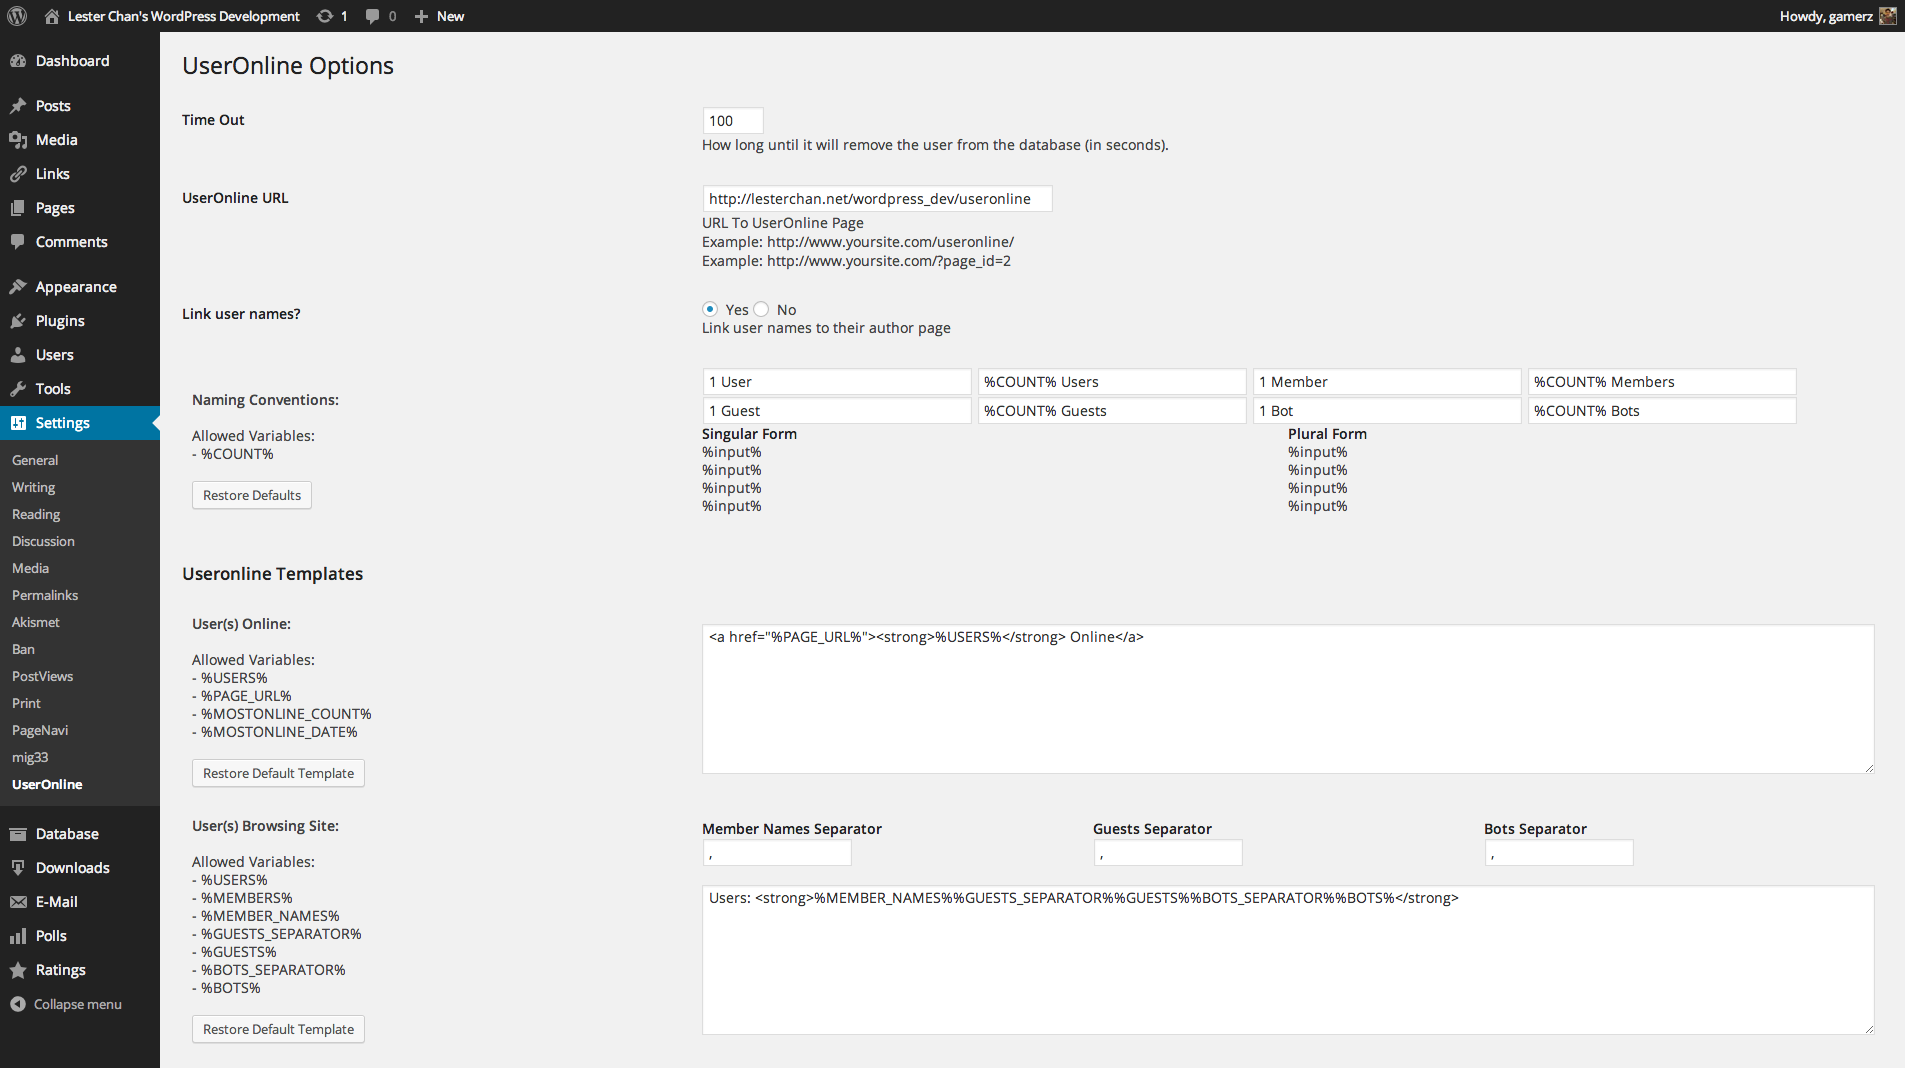 Lester Chan's WordPress Development 1 0 New Howdy, gamerz
Dashboard
Posts
Media
Links
Pages
Comments
Appearance
Plugins
Users
Tools
Settings
General
Writing
Reading
Discussion
Media
Permalinks
Akismet
Ban
PostViews
Print
PageNavi
mig33
UserOnline
Database
Downloads
E-Mail
Polls
Ratings
Collapse menu
UserOnline Options
Time Out
100
How long until it will remove the user from the database (in seconds).
UserOnline URL
http://lesterchan.net/wordpress_dev/useronline
URL To UserOnline Page
Example: http://www.yoursite.com/useronline/
Example: http://www.yoursite.com/?page_id=2
Link user names?
Yes No
Link user names to their author page
Naming Conventions:
Allowed Variables:
- %COUNT%
Restore Defaults
1 User %COUNT% Users 1 Member %COUNT% Members
1 Guest %COUNT% Guests 1 Bot %COUNT% Bots
Singular Form Plural Form
%input% %input%
%input% %input%
%input% %input%
%input% %input%
Useronline Templates
User(s) Online:
Allowed Variables:
- %USERS%
- %PAGE_URL%
- %MOSTONLINE_COUNT%
- %MOSTONLINE_DATE%
Restore Default Template
<a href="%PAGE_URL%"><strong>%USERS%</strong> Online</a>
User(s) Browsing Site:
Allowed Variables:
- %USERS%
- %MEMBERS%
- %MEMBER_NAMES%
- %GUESTS_SEPARATOR%
- %GUESTS%
- %BOTS_SEPARATOR%
- %BOTS%
Restore Default Template
Member Names Separator Guests Separator Bots Separator
, , ,
Users: <strong>%MEMBER_NAMES%%GUESTS_SEPARATOR%%GUESTS%%BOTS_SEPARATOR%%BOTS%</strong>